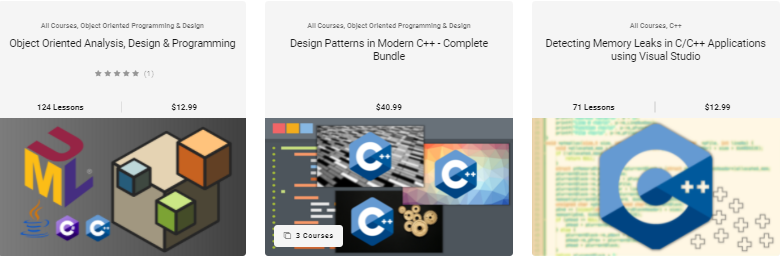 All Courses, Object Oriented Programming & Design
Object Oriented Analysis, Design & Programming
(1)
124 Lessons
$12.99
UML
Java
C#
C++
All Courses, Object Oriented Programming & Design
Design Patterns in Modern C++ - Complete
Bundle
$40.99
C++
C++
C++
3 Courses
All Courses, C++
Detecting Memory Leaks in C/C++ Applications
using Visual Studio
71 Lessons
$12.99
C++